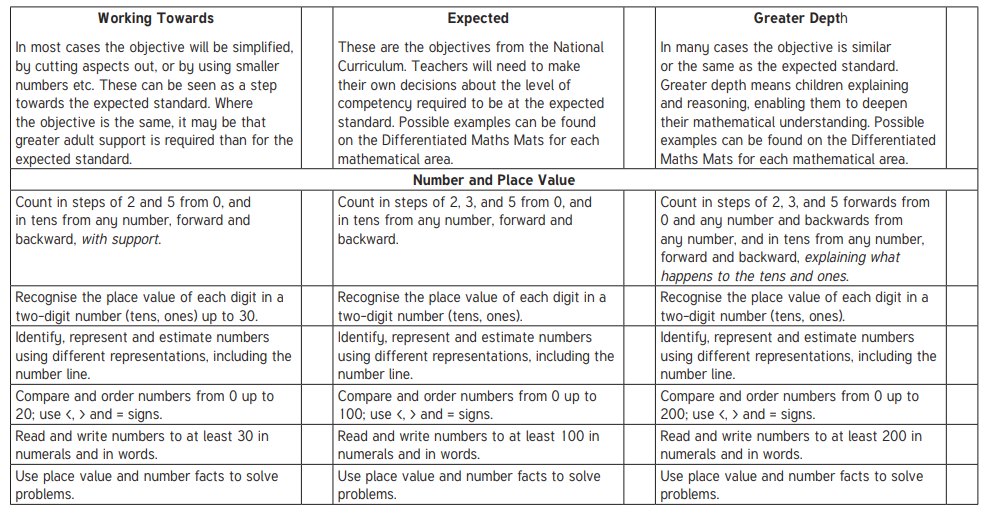 Working Towards
In most cases the objective will be simplified,
by cutting aspects out, or by using smaller
numbers etc. These can be seen as a step
towards the expected standard. Where
the objective is the same, it may be that
greater adult support is required than for the
expected standard.
Expected
These are the objectives from the National
Curriculum. Teachers will need to make
their own decisions about the level of
competency required to be at the expected
standard. Possible examples can be found
on the Differentiated Maths Mats for each
mathematical area.
Greater Depth
In many cases the objective is similar
or the same as the expected standard.
Greater depth means children explaining
and reasoning, enabling them to deepen
their mathematical understanding. Possible
examples can be found on the Differentiated
Maths Mats for each mathematical area.
Number and Place Value
Count in steps of 2 and 5 from 0, and
in tens from any number, forward and
backward, with support.
Count in steps of 2, 3, and 5 from 0, and
in tens from any number, forward and
backward.
Count in steps of 2, 3, and 5 forwards from
0 and any number and backwards from
any number, and in tens from any number,
forward and backward, explaining what
happens to the tens and ones.
Recognise the place value of each digit in a
two-digit number (tens, ones) up to 30.
Recognise the place value of each digit in a
two-digit number (tens, ones).
Recognise the place value of each digit in a
two-digit number (tens, ones).
Identify, represent and estimate numbers
using different representations, including the
number line.
Identify, represent and estimate numbers
using different representations, including the
number line.
Identify, represent and estimate numbers
using different representations, including the
number line.
Compare and order numbers from 0 up to
20; use <, > and = signs.
Compare and order numbers from 0 up to
100; use <, > and = signs.
Compare and order numbers from 0 up to
200; use <, > and = signs.
Read and write numbers to at least 30 in
numerals and in words.
Read and write numbers to at least 100 in
numerals and in words.
Read and write numbers to at least 200 in
numerals and in words.
Use place value and number facts to solve
problems.
Use place value and number facts to solve
problems.
Use place value and number facts to solve
problems.